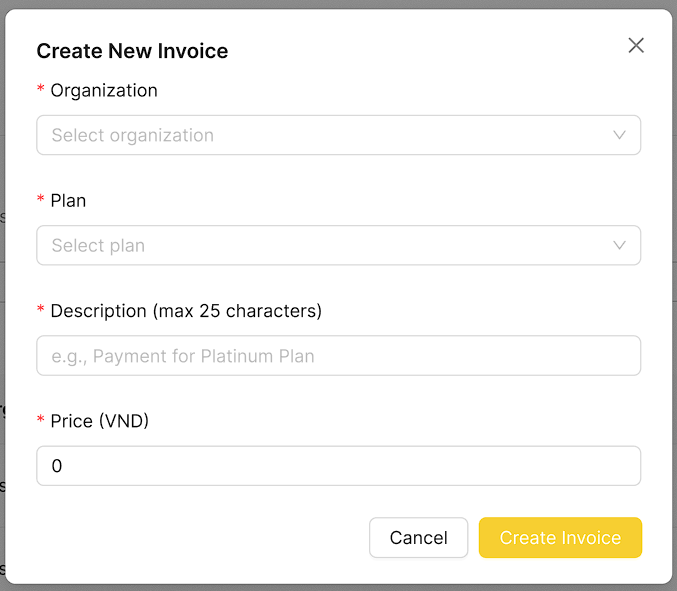 Create New Invoice
* Organization
Select organization
* Plan
Select plan
* Description (max 25 characters)
e.g., Payment for Platinum Plan
* Price (VND)
0
Cancel
Create Invoice